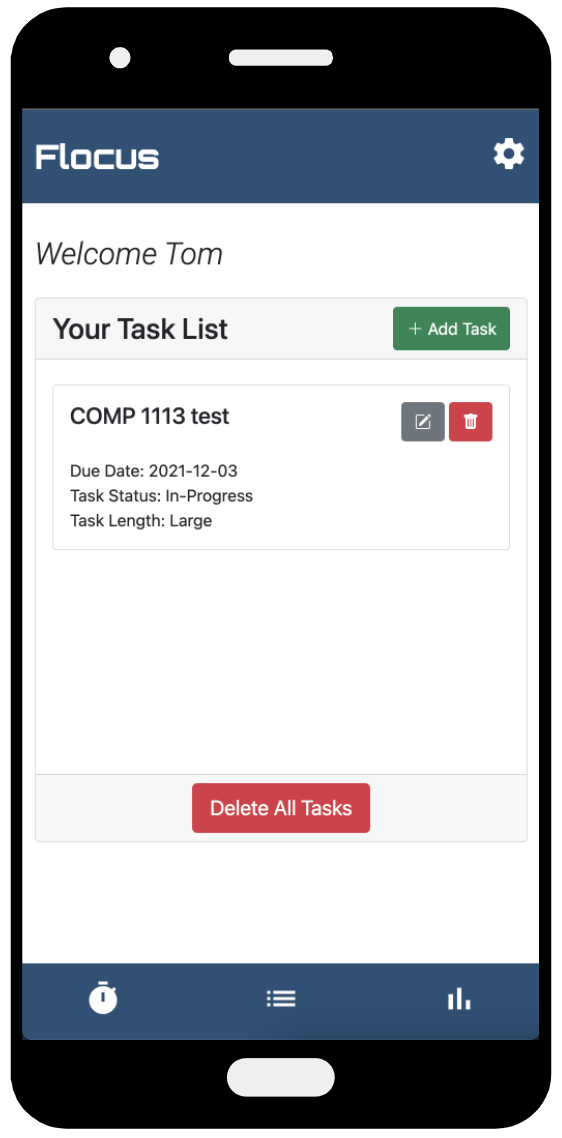 Flocus
Welcome Tom
Your Task List
+ Add Task
COMP 1113 test
Due Date: 2021-12-03
Task Status: In-Progress
Task Length: Large
Delete All Tasks